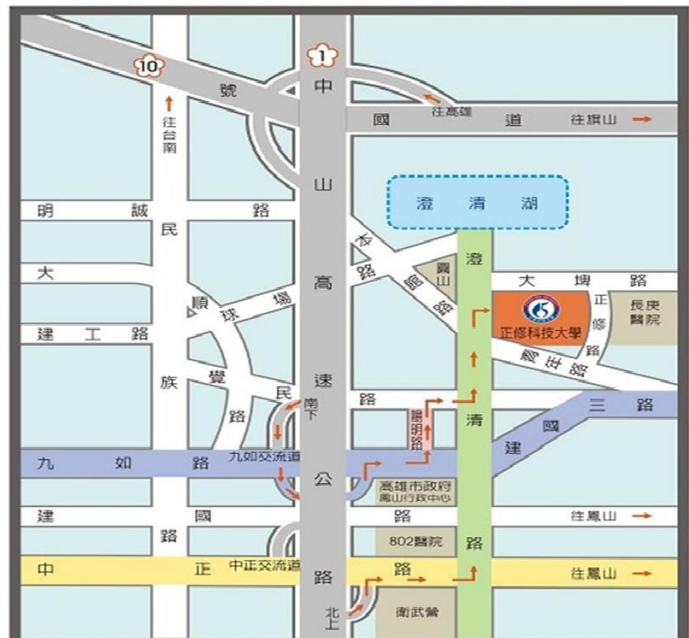 10
1
號
中山高速公路
往台南
往高雄
國道
往旗山
澄清湖
明誠路
民族路
本館路
圓山
澄清路
大埤路
大順路
球場路
正修科技大學
正修路
長庚醫院
建工路
青年路
覺民路
南下
陽明路
建國三路
九如路
九如交流道
高雄市政府
鳳山行政中心
建國路
往鳳山
802醫院
中正路
中正交流道
往鳳山
北上
衛武營